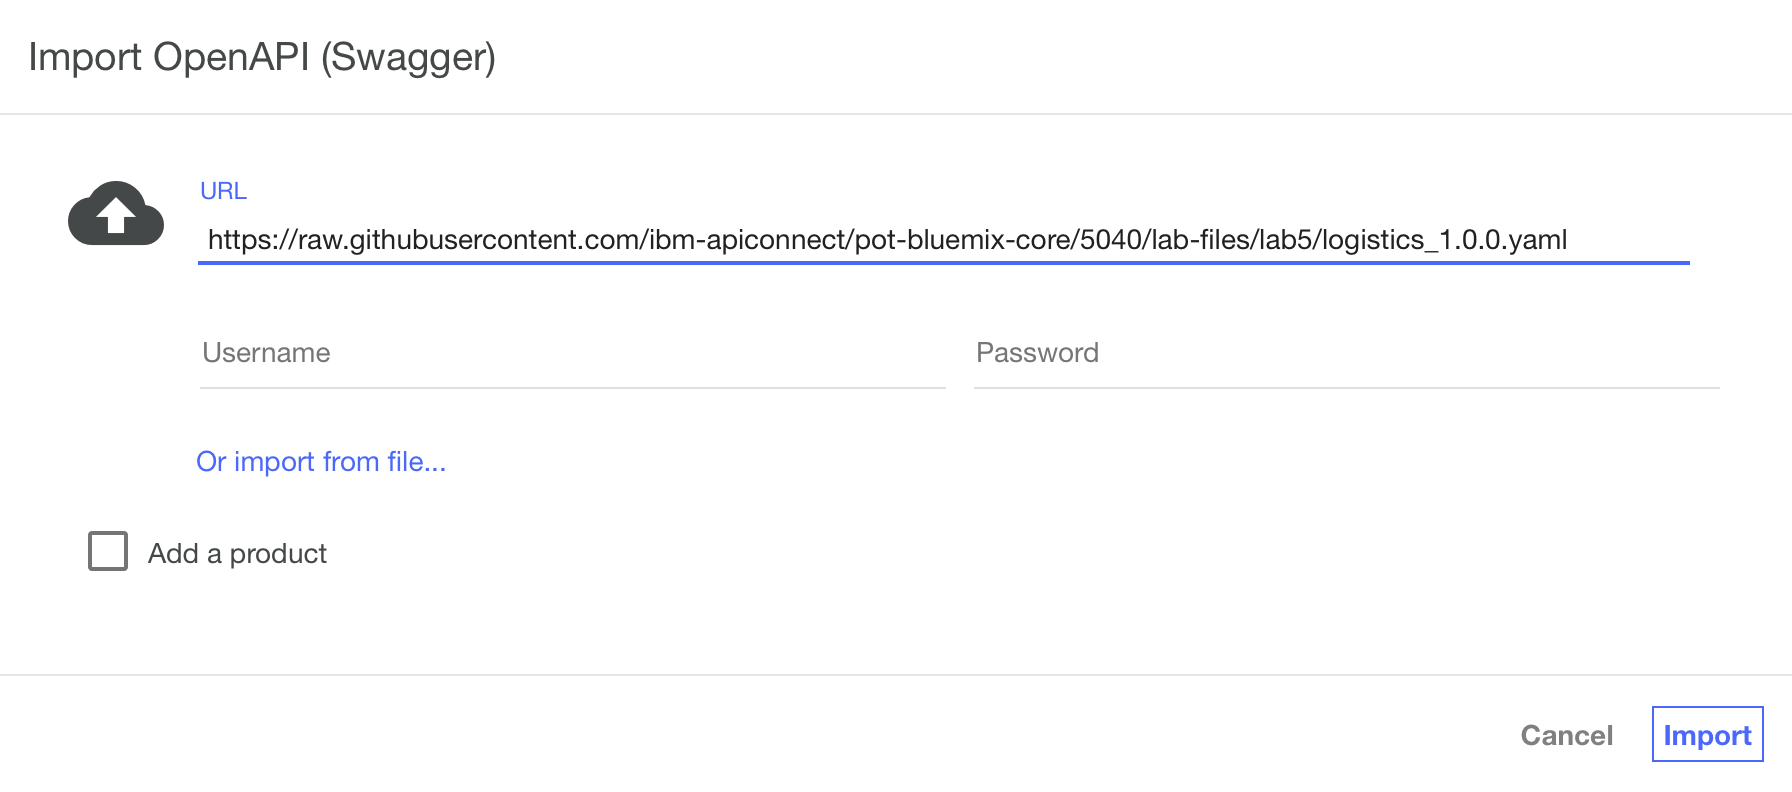 Import OpenAPI (Swagger)
URL
https://raw.githubusercontent.com/ibm-apiconnect/pot-bluemix-core/5040/lab-files/lab5/logistics_1.0.0.yaml
Username
Password
Or import from file...
Add a product
Cancel
Import